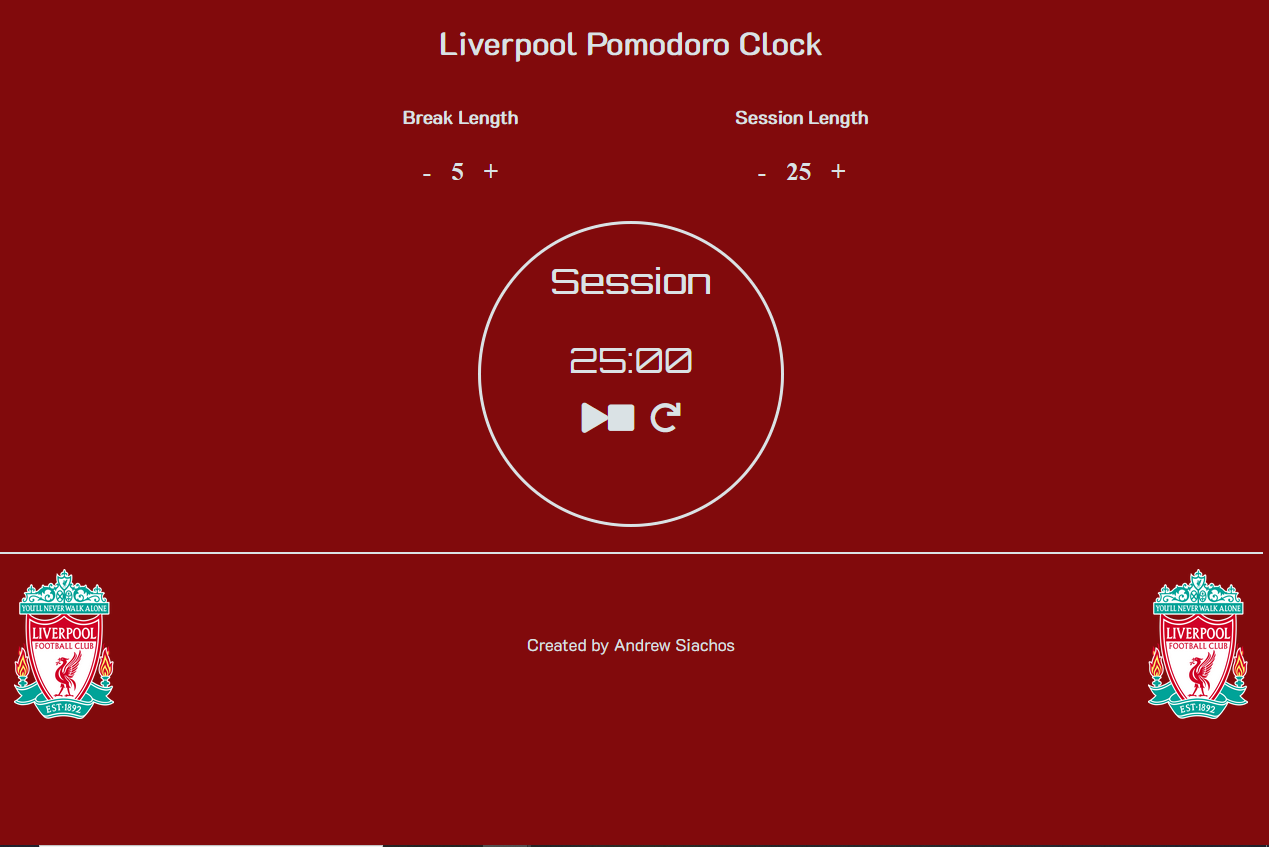 Liverpool Pomodoro Clock
Break Length
Session Length
- 5 +
- 25 +
Session
25:00
YOU'LL NEVER WALK ALONE
LIVERPOOL
FOOTBALL CLUB
EST·1892
Created by Andrew Siachos
YOU'LL NEVER WALK ALONE
LIVERPOOL
FOOTBALL CLUB
EST·1892